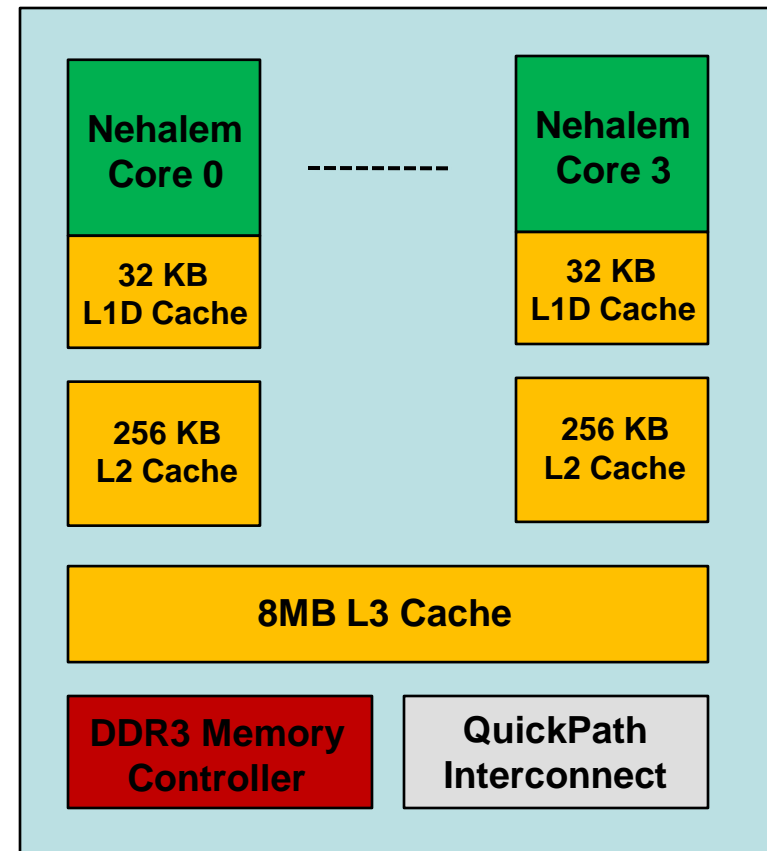 Nehalem
Core 0
Nehalem
Core 3
32 KB
L1D Cache
32 KB
L1D Cache
256 KB
L2 Cache
256 KB
L2 Cache
8MB L3 Cache
DDR3 Memory
Controller
QuickPath
Interconnect